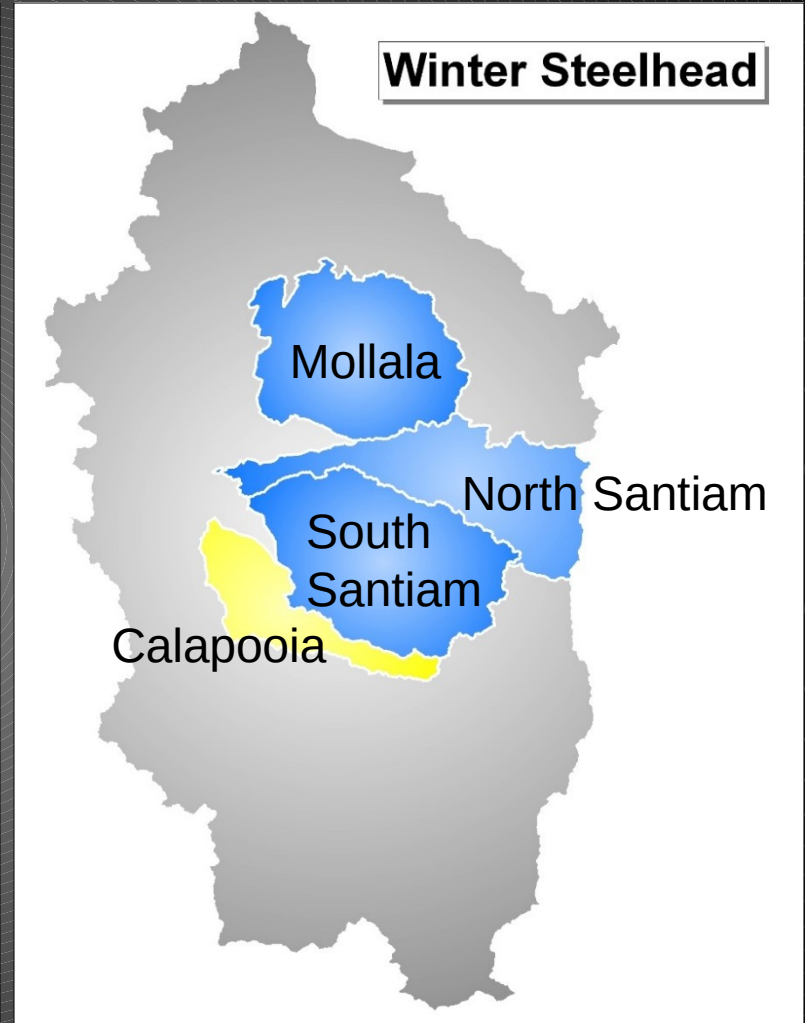 Winter Steelhead
Mollala
North Santiam
South
Santiam
Calapooia